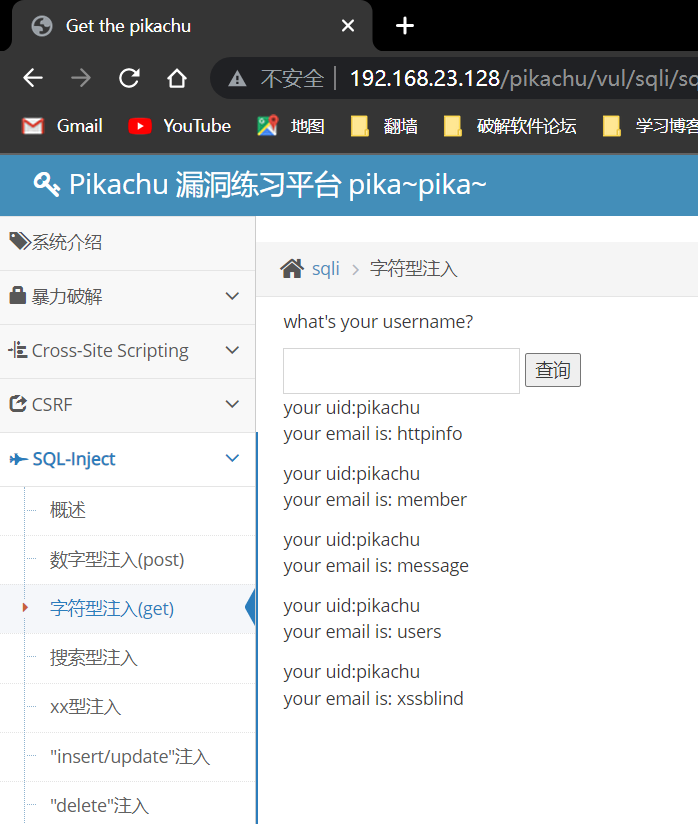 Get the pikachu
不安全 192.168.23.128/pikachu/vul/sqli/sq
Gmail YouTube 地图 翻墙 破解软件论坛 学习博客
Pikachu 漏洞练习平台 pika~pika~
系统介绍
暴力破解
Cross-Site Scripting
CSRF
SQL-Inject
概述
数字型注入(post)
字符型注入(get)
搜索型注入
xx型注入
"insert/update"注入
"delete"注入
sqli 字符型注入
what's your username?
查询
your uid:pikachu
your email is: httpinfo
your uid:pikachu
your email is: member
your uid:pikachu
your email is: message
your uid:pikachu
your email is: users
your uid:pikachu
your email is: xssblind